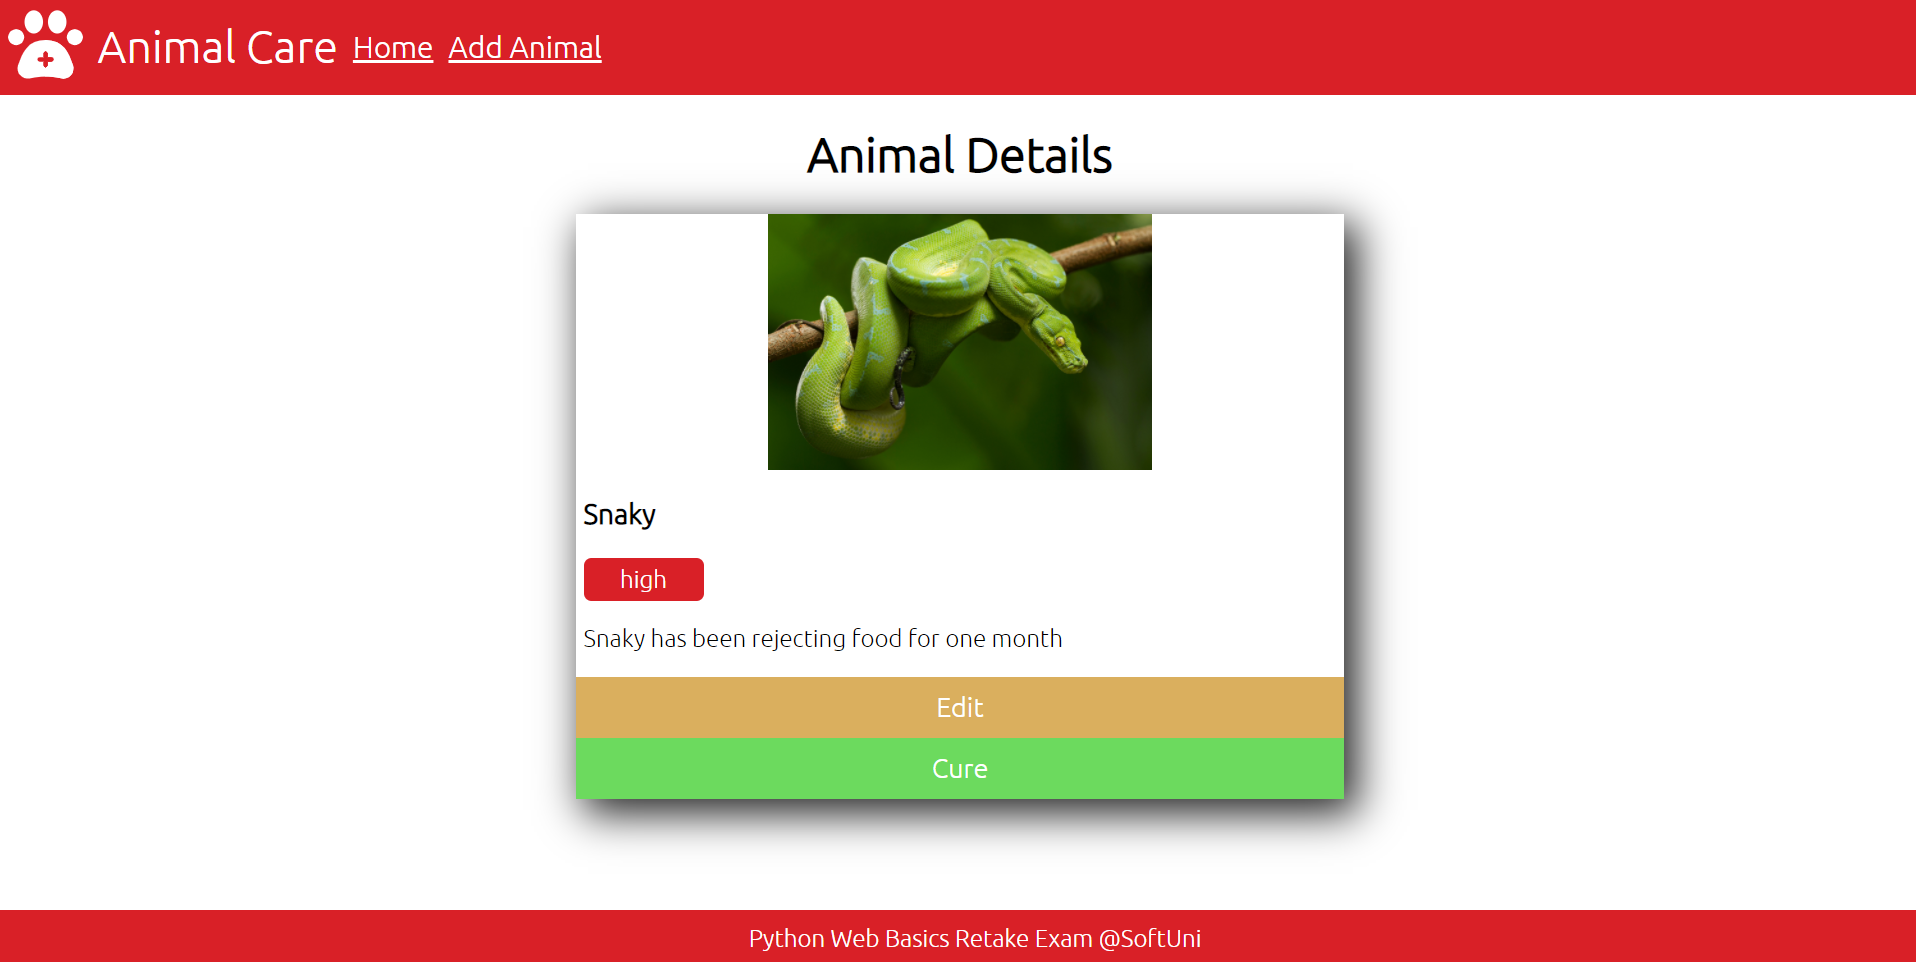 Animal Care Home Add Animal
Animal Details
Snaky
high
Snaky has been rejecting food for one month
Edit
Cure
Python Web Basics Retake Exam @SoftUni